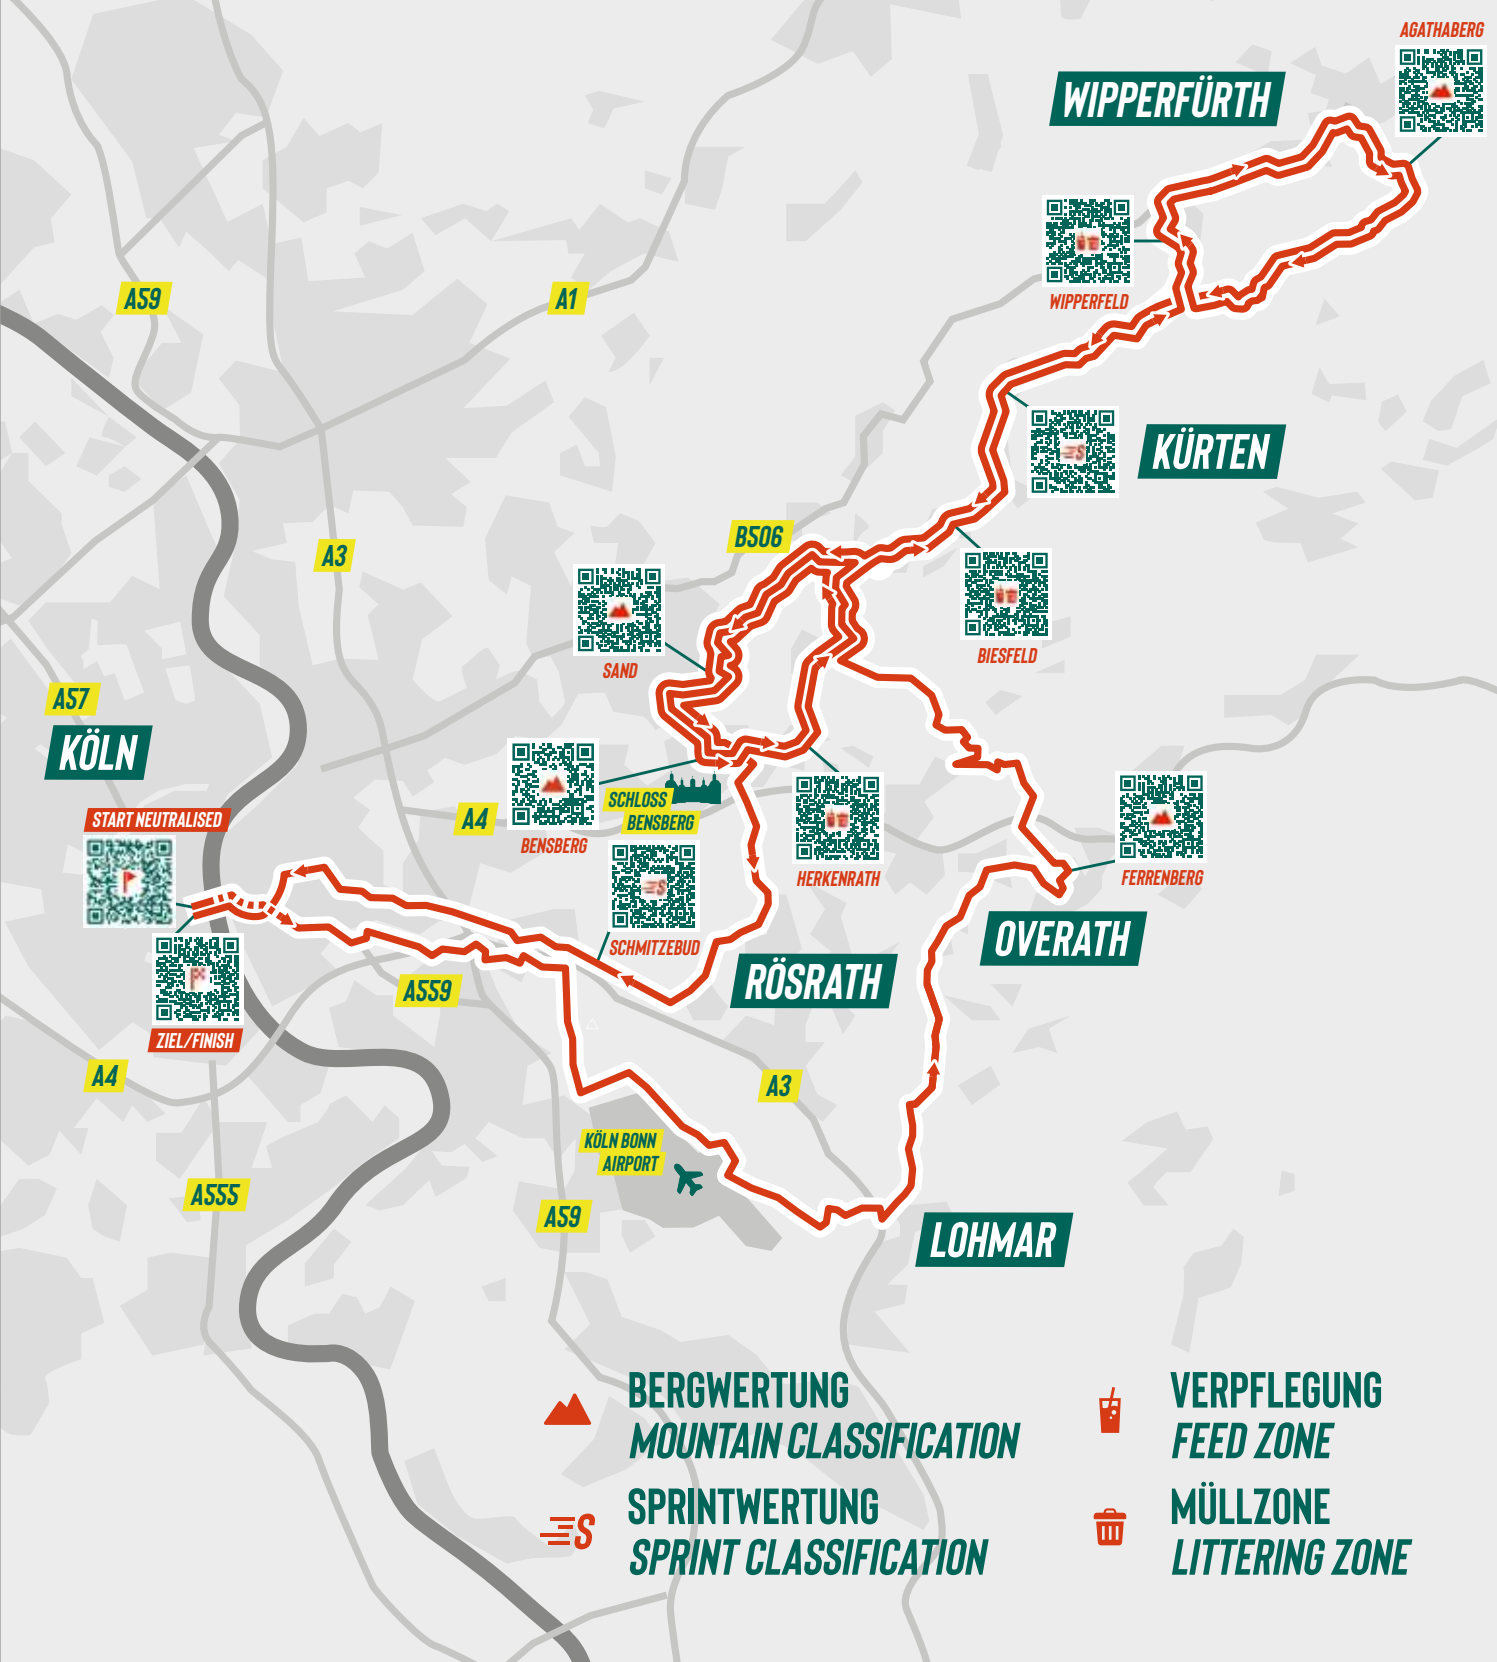 AGATHABERG
WIPPERFÜRTH
WIPPERFELD
A59
A1
KÜRTEN
S
B506
A3
SAND
BIESFELD
A57
KÖLN
START NEUTRALISED
A4
SCHLOSS
BENSBERG
BENSBERG
HERKENRATH
FERRENBERG
S
SCHMITZEBUD
OVERATH
RÖSRATH
A559
ZIEL/FINISH
A4
A3
KÖLN BONN
AIRPORT
A555
A59
LOHMAR
BERGWERTUNG
MOUNTAIN CLASSIFICATION
VERPFLEGUNG
FEED ZONE
S
SPRINTWERTUNG
SPRINT CLASSIFICATION
MÜLLZONE
LITTERING ZONE